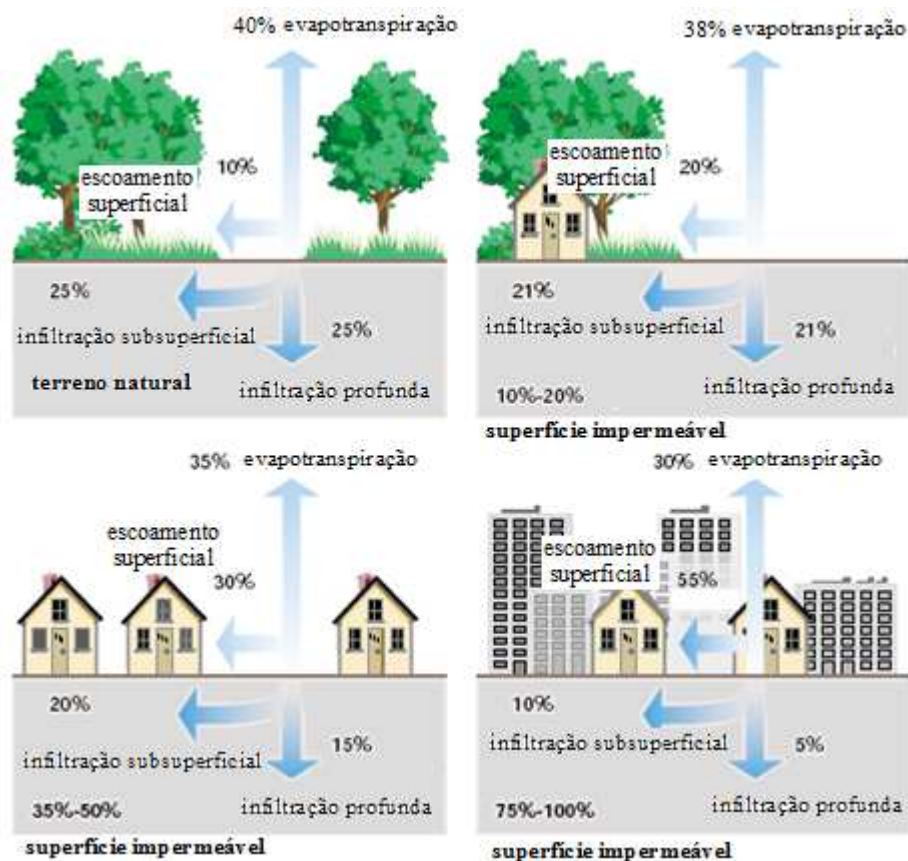 40% evapotranspiração
10%
escoamento
superficial
25%
infiltração subsuperficial
25%
terreno natural
infiltração profunda
38% evapotranspiração
escoamento
superficial
20%
21%
infiltração subsuperficial
21%
infiltração profunda
10%-20%
superfície impermeável
35% evapotranspiração
escoamento
superficial
30%
20%
15%
infiltração subsuperficial
infiltração profunda
35%-50%
superfície impermeável
30% evapotranspiração
escoamento
superficial
55%
10%
infiltração subsuperficial
5%
infiltração profunda
75%-100%
superfície impermeável